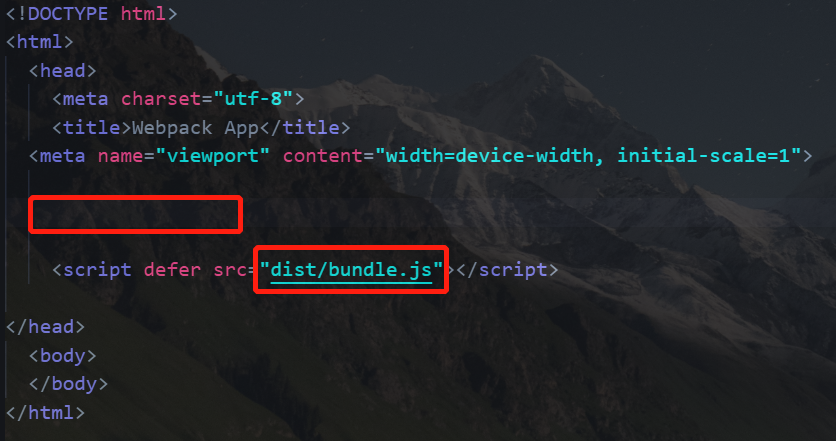 <!DOCTYPE html>
<html>
<head>
<meta charset="utf-8">
<title>Webpack App</title>
<meta name="viewport" content="width=device-width, initial-scale=1">
<script defer src="dist/bundle.js"></script>
</head>
<body>
</body>
</html>